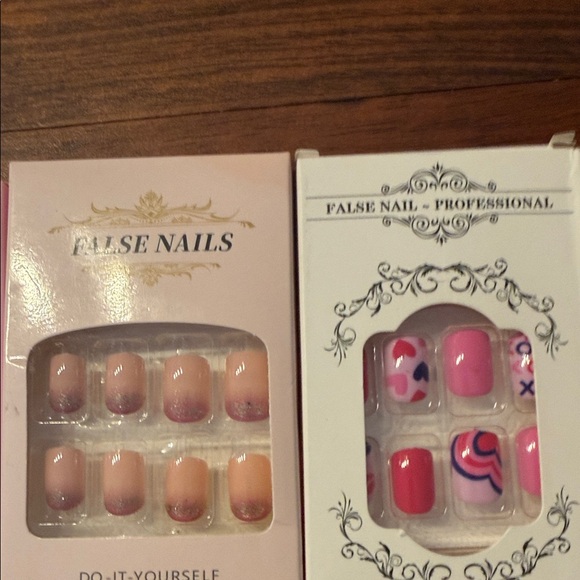 FALSE NAILS
DO-IT-YOURSELF
FALSE NAIL ~ PROFESSIONAL
O
X